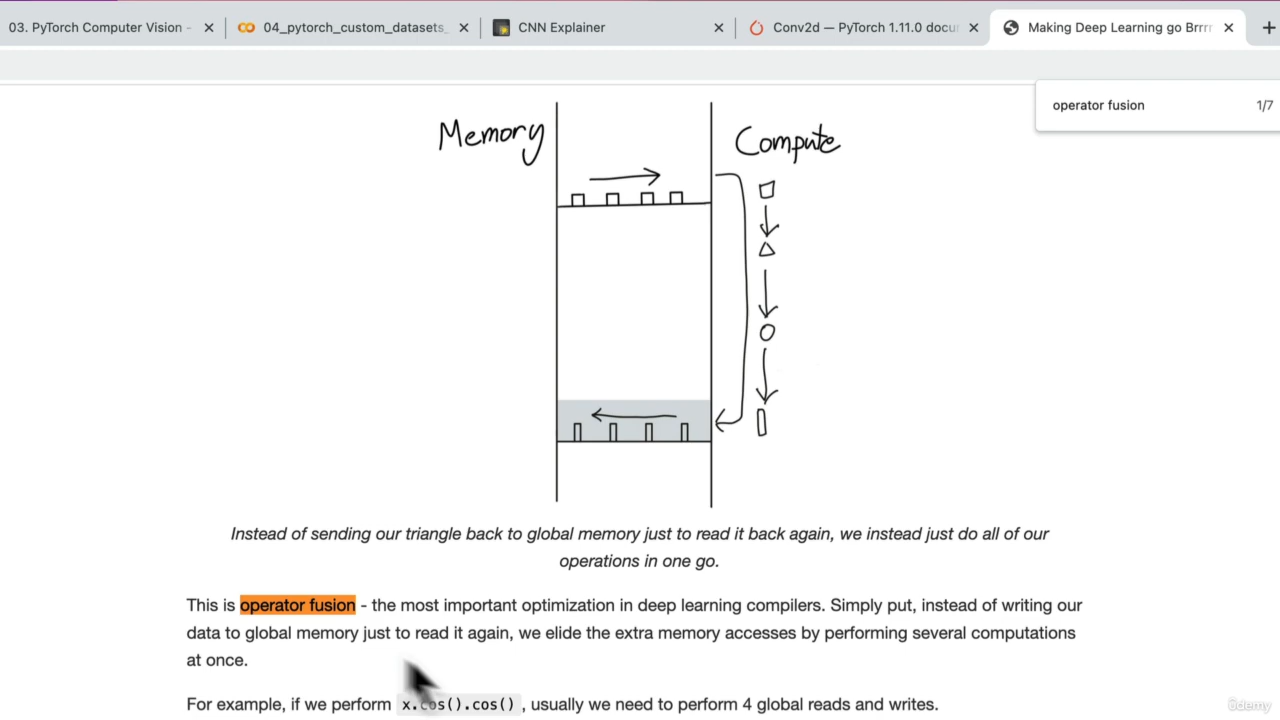 03. PyTorch Computer Vision -
04_pytorch_custom_datasets_
CNN Explainer
Conv2d — PyTorch 1.11.0 docu
Making Deep Learning go Brrrr
operator fusion 1/7
Memory
Compute
Instead of sending our triangle back to global memory just to read it back again, we instead just do all of our
operations in one go.
This is operator fusion - the most important optimization in deep learning compilers. Simply put, instead of writing our
data to global memory just to read it again, we elide the extra memory accesses by performing several computations
at once.
For example, if we perform x.cos().cos() , usually we need to perform 4 global reads and writes.
ûdemy